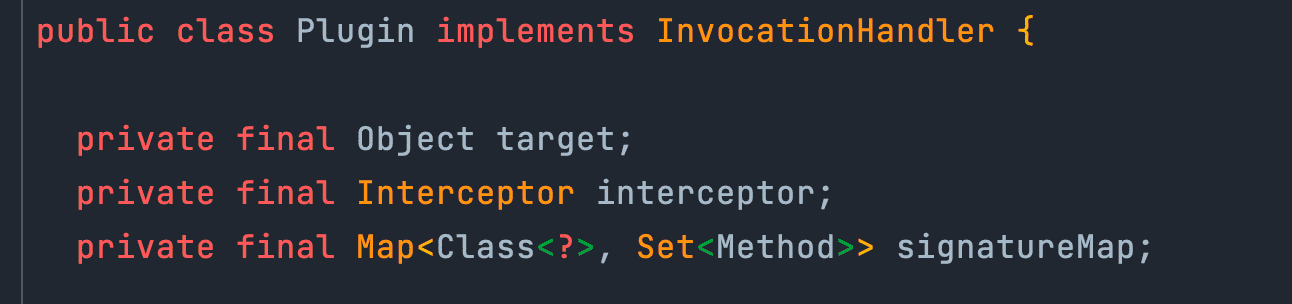 public class Plugin implements InvocationHandler {
private final Object target;
private final Interceptor interceptor;
private final Map<Class<?>, Set<Method>> signatureMap;